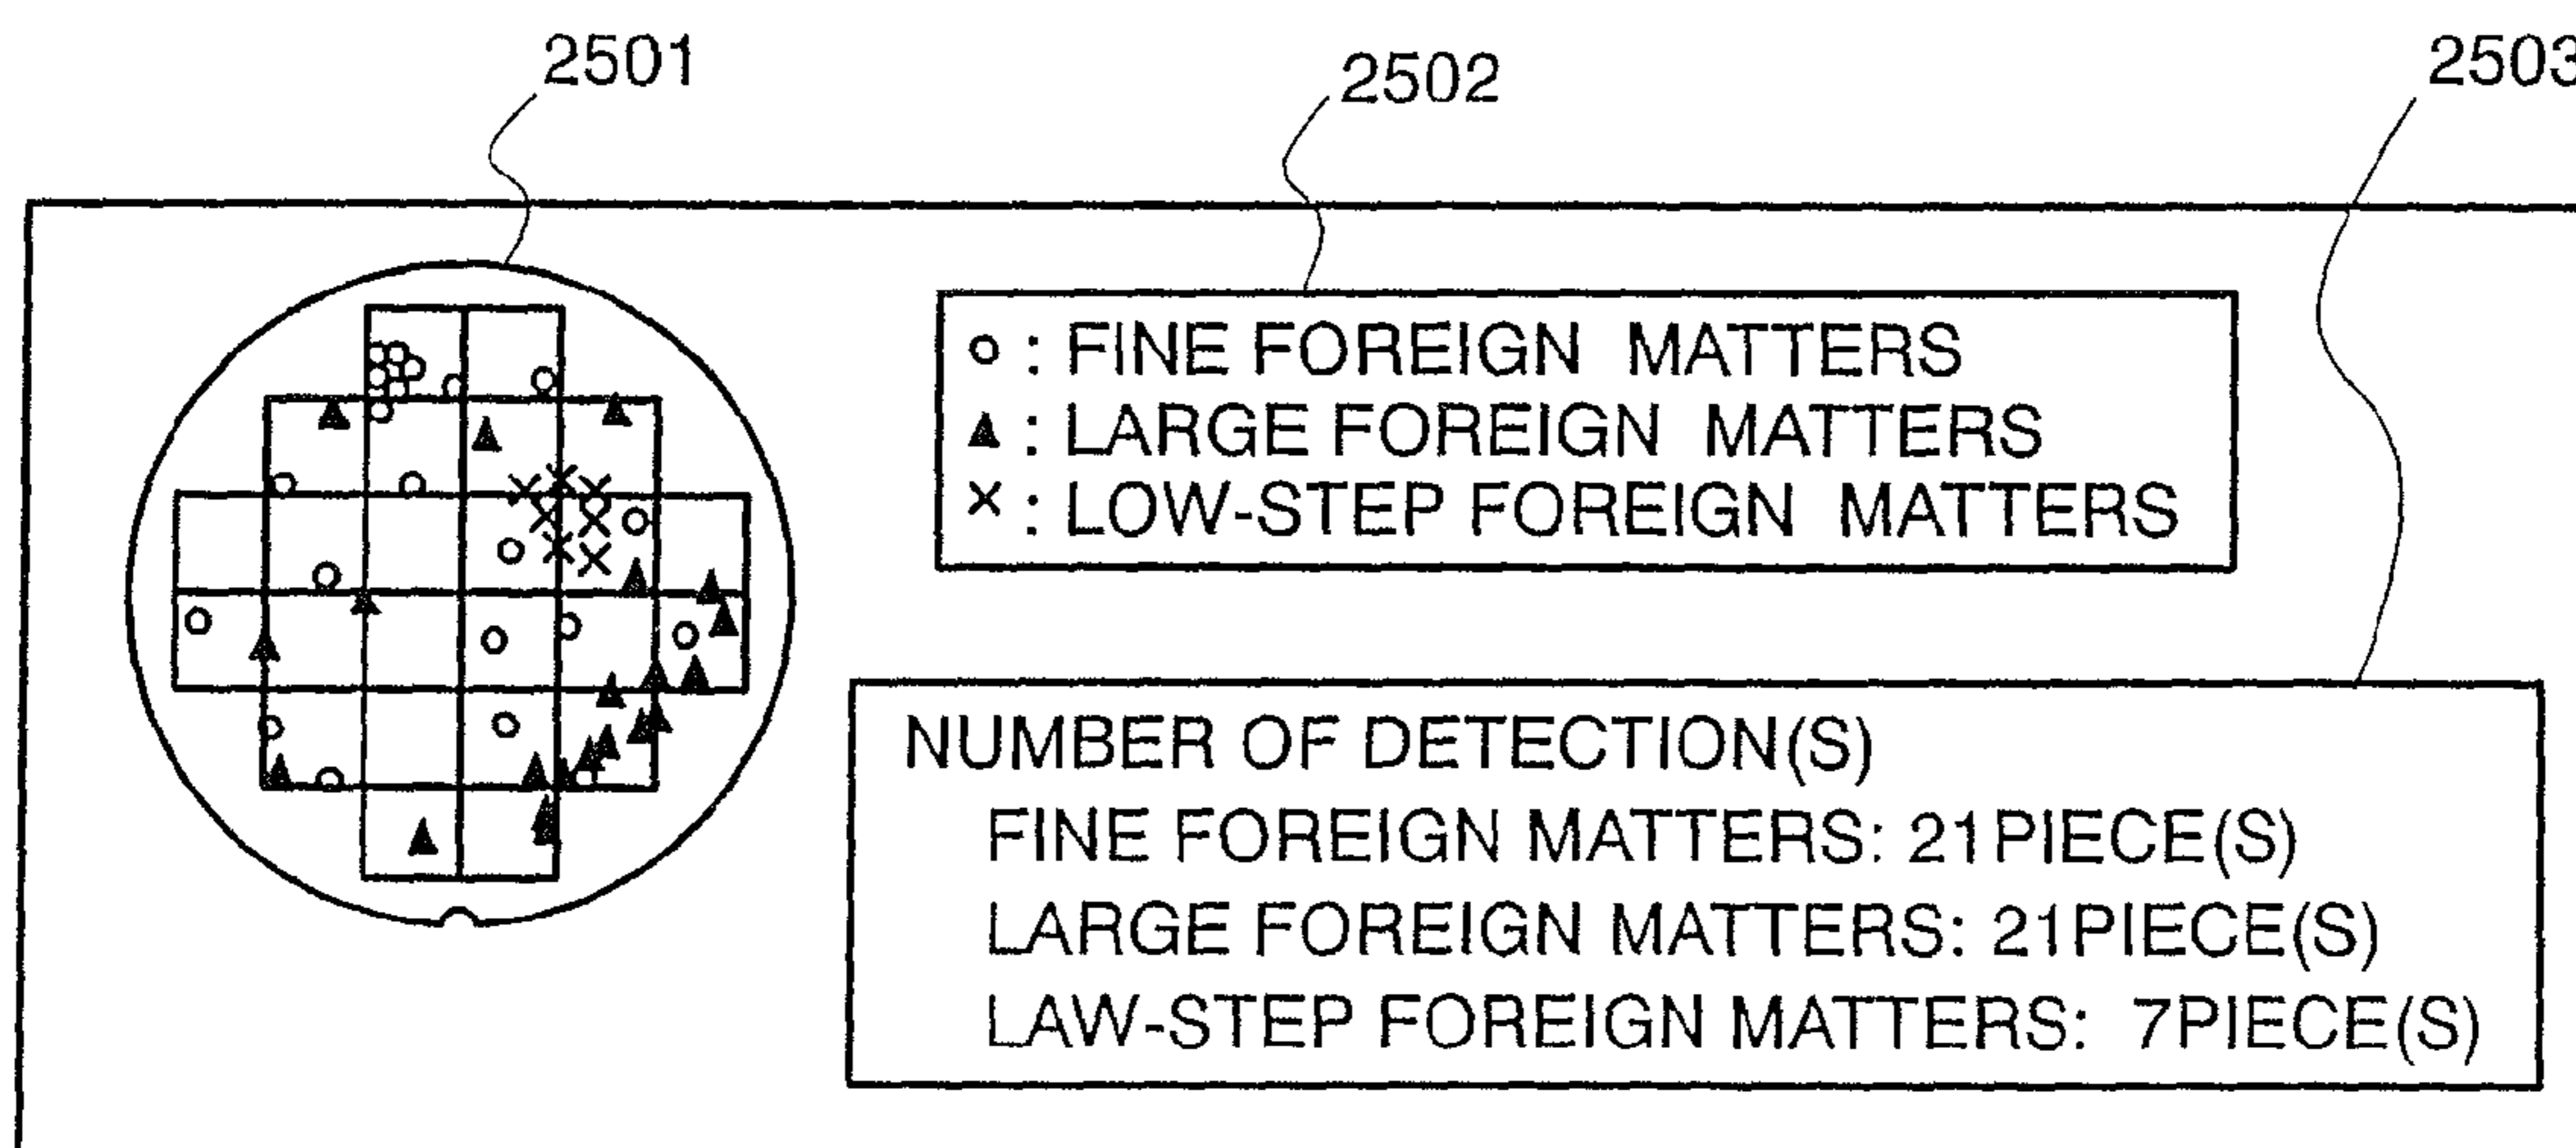 2501
2502
2503
o : FINE FOREIGN MATTERS
▲ : LARGE FOREIGN MATTERS
× : LOW-STEP FOREIGN MATTERS
NUMBER OF DETECTION(S)
FINE FOREIGN MATTERS: 21PIECE(S)
LARGE FOREIGN MATTERS: 21PIECE(S)
LAW-STEP FOREIGN MATTERS: 7PIECE(S)